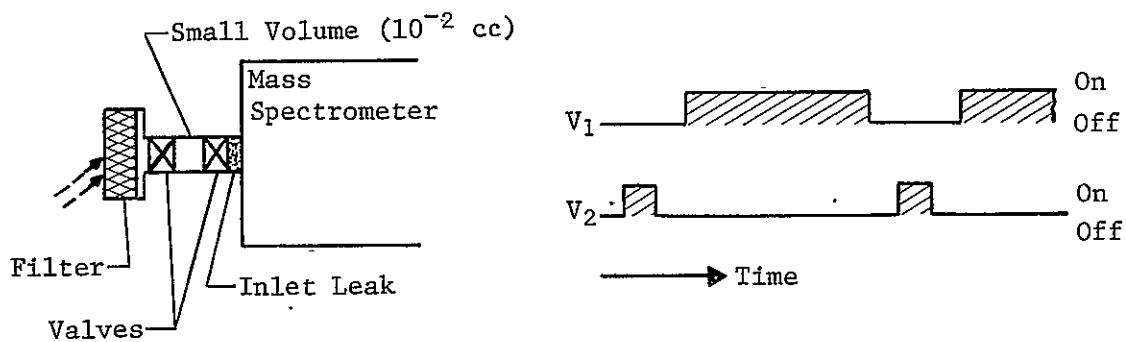 Small Volume (10⁻² cc)
Mass
Spectrometer
Filter
Inlet Leak
Valves
V₁
On
Off
V₂
On
Off
Time